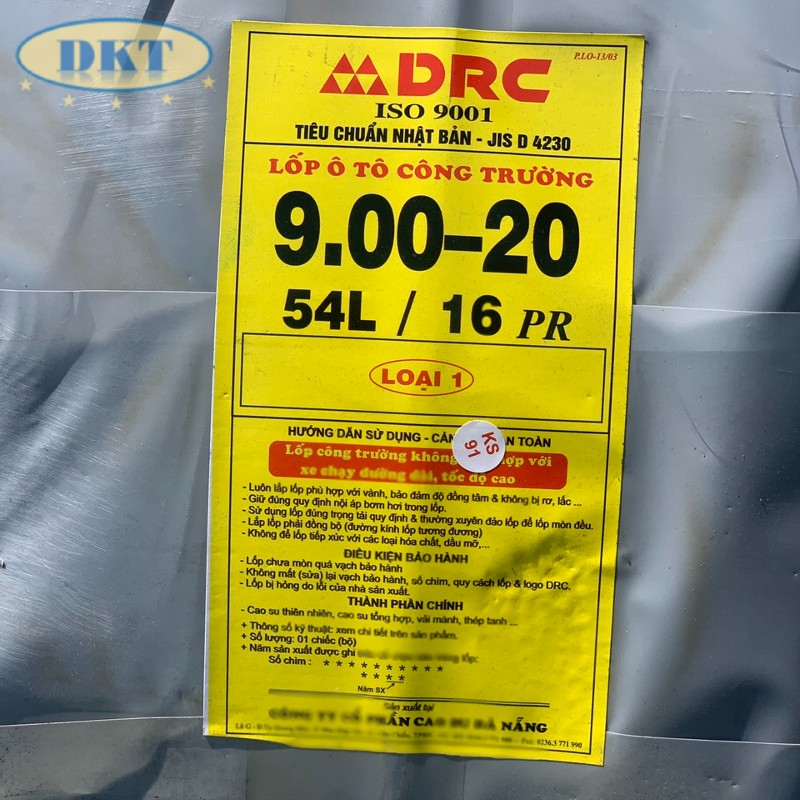 DKT
P.LO-13/03
DRC
ISO 9001
TIÊU CHUẨN NHẬT BẢN - JIS D 4230
LỐP Ô TÔ CÔNG TRƯỜNG
9.00-20
54L / 16 PR
LOẠI 1
HƯỚNG DẪN SỬ DỤNG - TOÀN
KS
91
Lốp công trường không hợp với
xe chạy đường dài, tốc độ cao
- Luôn lắp lốp phù hợp với vành, bảo đảm độ đồng tâm & không bị rơ, lắc ...
- Giữ đúng quy định nội áp bơm hơi trong lốp.
- Sử dụng lốp đúng trọng tải quy định & thường xuyên đảo lốp để lốp mòn đều.
- Lắp lốp phải đồng bộ (đường kính lốp tương đương)
- Không để lốp tiếp xúc với các loại hóa chất, dầu mỡ,...
ĐIỀU KIỆN BẢO HÀNH
- Lốp chưa mòn quá vạch bảo hành
- Không mất (sửa) lại vạch bảo hành, số chìm, quy cách lốp & logo DRC.
- Lốp bị hỏng do lỗi của nhà sản xuất.
THÀNH PHẦN CHÍNH
- Cao su thiên nhiên, cao su tổng hợp, vải mành, thép tanh ...
+ Thông số kỹ thuật: xem chi tiết trên sản phẩm.
+ Số lượng: 01 chiếc (bộ)
+ Năm sản xuất được ghi lốp:
Số chìm : * * * * * * * * * *
* * * *
Năm SX
Sản xuất tại
CÔNG TY CỔ PHẦN CAO SU ĐÀ NẴNG
Fax: 0236.3 771 990